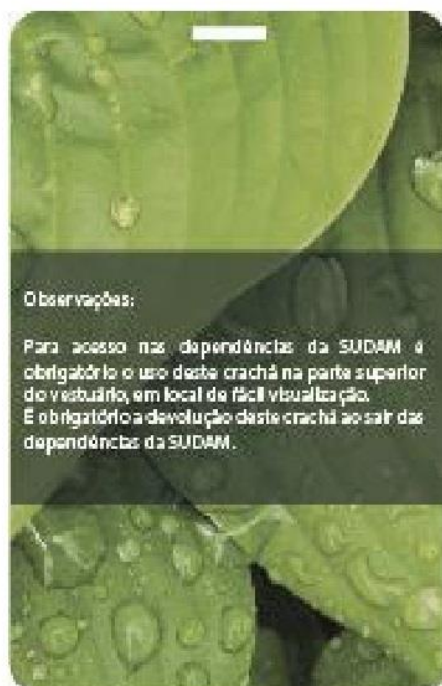 Observações:
Para acesso nas dependências da SUDAM é
obrigatório o uso deste crachá na parte superior
do vestuário, em local de fácil visualização.
É obrigatório a devolução deste crachá ao sair das
dependências da SUDAM.